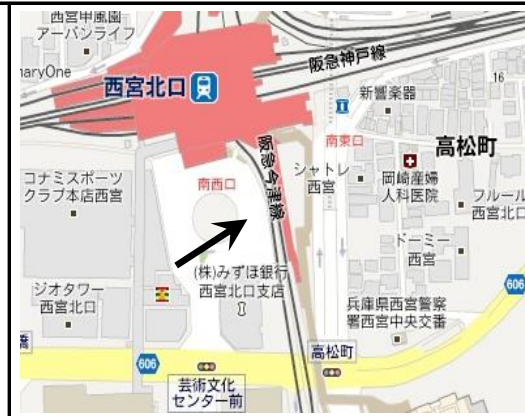 西宮甲風園
アーバンライフ
naryOne
西宮北口
阪急神戸線
16
新響楽器
南東口
高松町
阪急今津線
シャトレ
西宮
岡崎産婦
人科医院
コナミスポーツ
クラブ本店西宮
南西口
フルール
西宮北口
ドーミー
西宮
(株)みずほ銀行
西宮北口支店
ジオタワー
西宮北口
606
兵庫県西宮警察
署西宮中央交番
橋
高松町
606
芸術文化
センター前